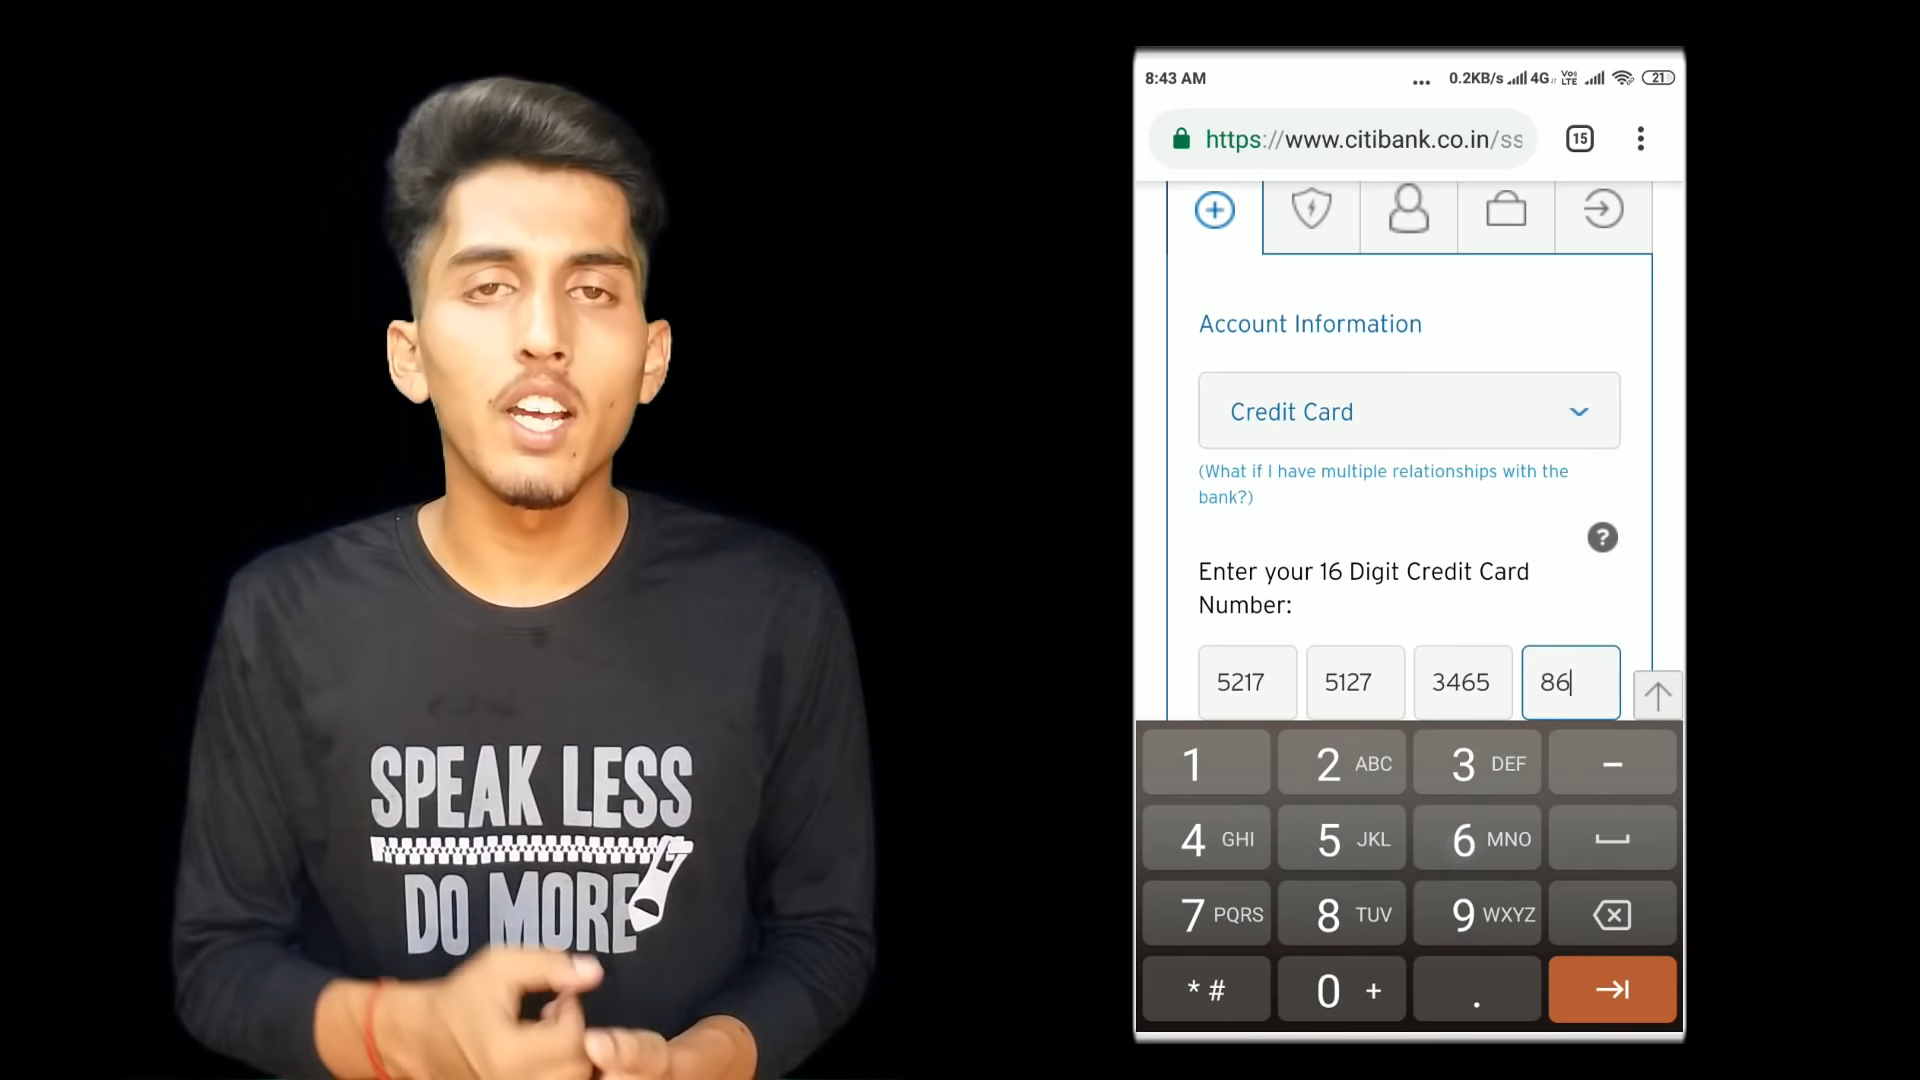 SPEAK LESS
DO MORE
8:43 AM ... 0.2KB/s 4G Vo) LTE 21
https://www.citibank.co.in/ss 15
Account Information
Credit Card
(What if I have multiple relationships with the
bank?)
?
Enter your 16 Digit Credit Card
Number:
5217 5127 3465 86
1 2 ABC 3 DEF -
4 GHI 5 JKL 6 MNO
7 PQRS 8 TUV 9 WXYZ
* # 0 + .